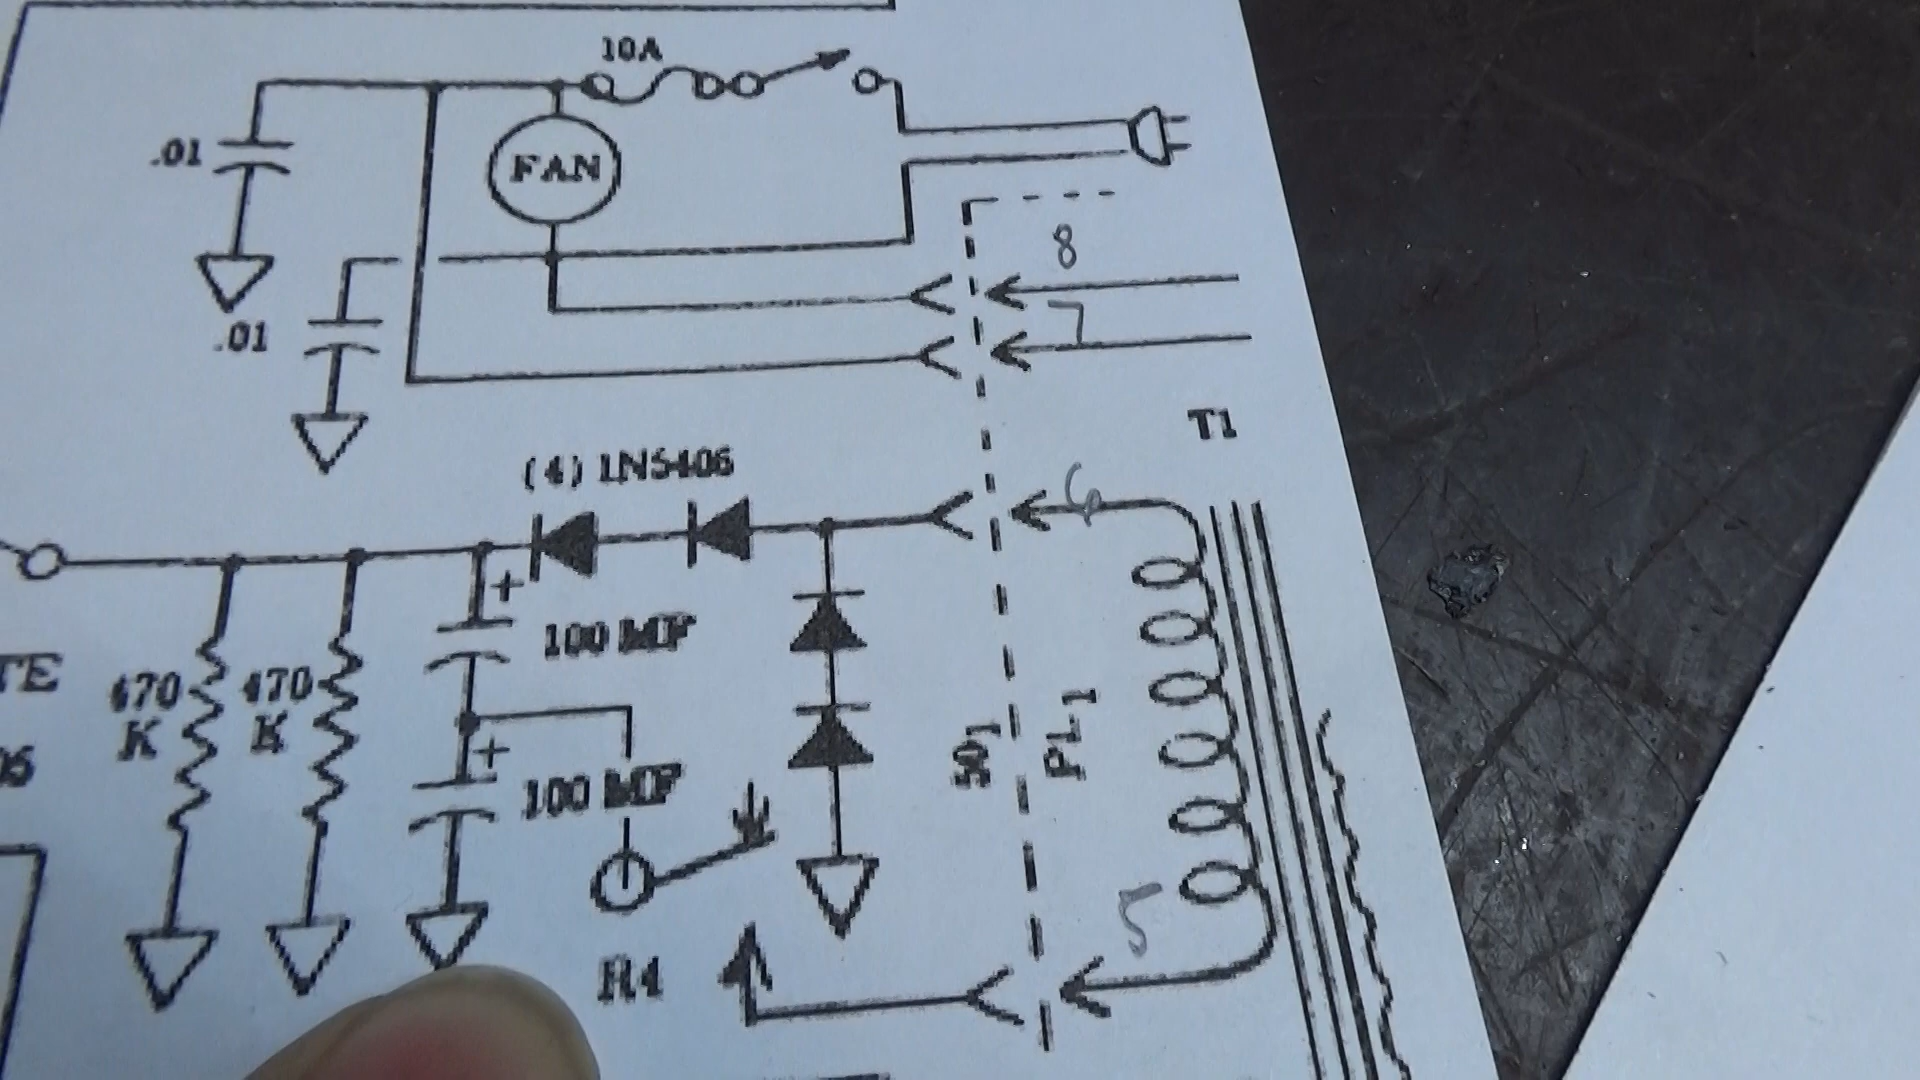 10A
.01
FAN
8
.01
7
T1
(4) 1N5406
6
+
100 MF
TE
470
K
470
K
SO1
PL1
+
100 MF
5
R4